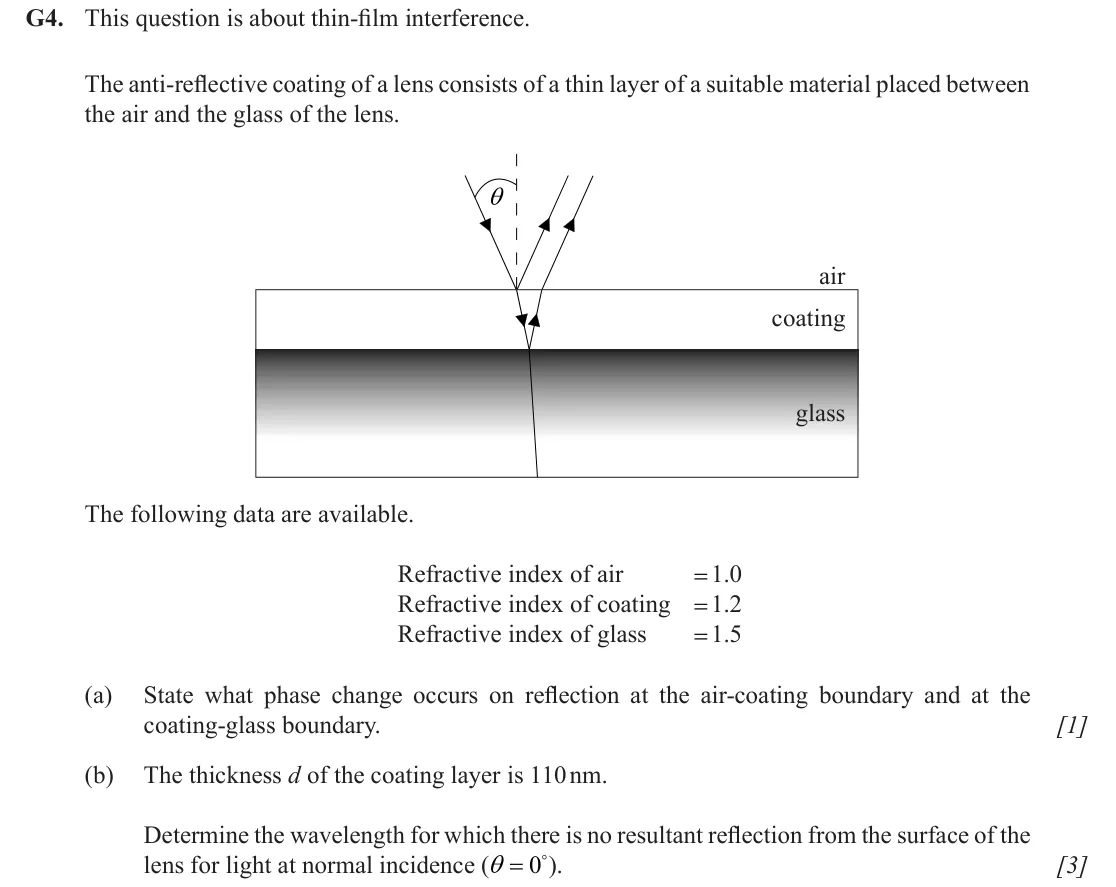 G4. This question is about thin-film interference.
The anti-reflective coating of a lens consists of a thin layer of a suitable material placed between
the air and the glass of the lens.
θ
air
coating
glass
The following data are available.
Refractive index of air = 1.0
Refractive index of coating = 1.2
Refractive index of glass = 1.5
(a) State what phase change occurs on reflection at the air-coating boundary and at the
coating-glass boundary. [1]
(b) The thickness d of the coating layer is 110 nm.
Determine the wavelength for which there is no resultant reflection from the surface of the
lens for light at normal incidence (θ = 0°). [3]